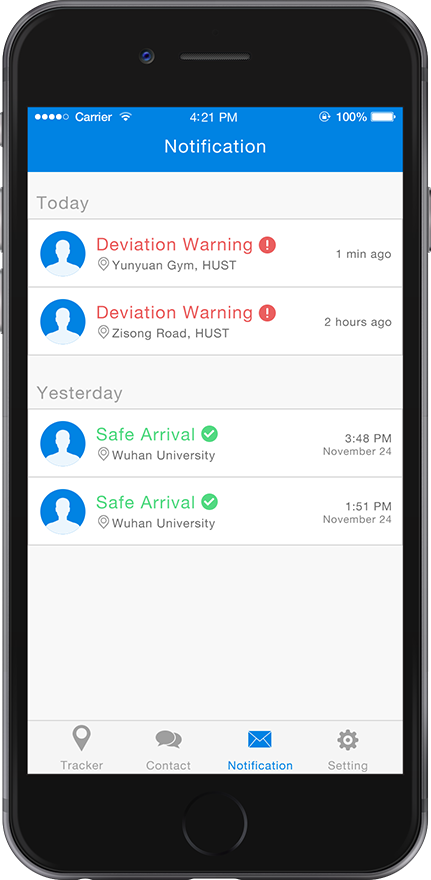 Carrier 4:21 PM 100%
Notification
Today
Deviation Warning
1 min ago
Yunyuan Gym, HUST
Deviation Warning
2 hours ago
Zisong Road, HUST
Yesterday
Safe Arrival
3:48 PM
Wuhan University
November 24
Safe Arrival
1:51 PM
Wuhan University
November 24
Tracker Contact Notification Setting